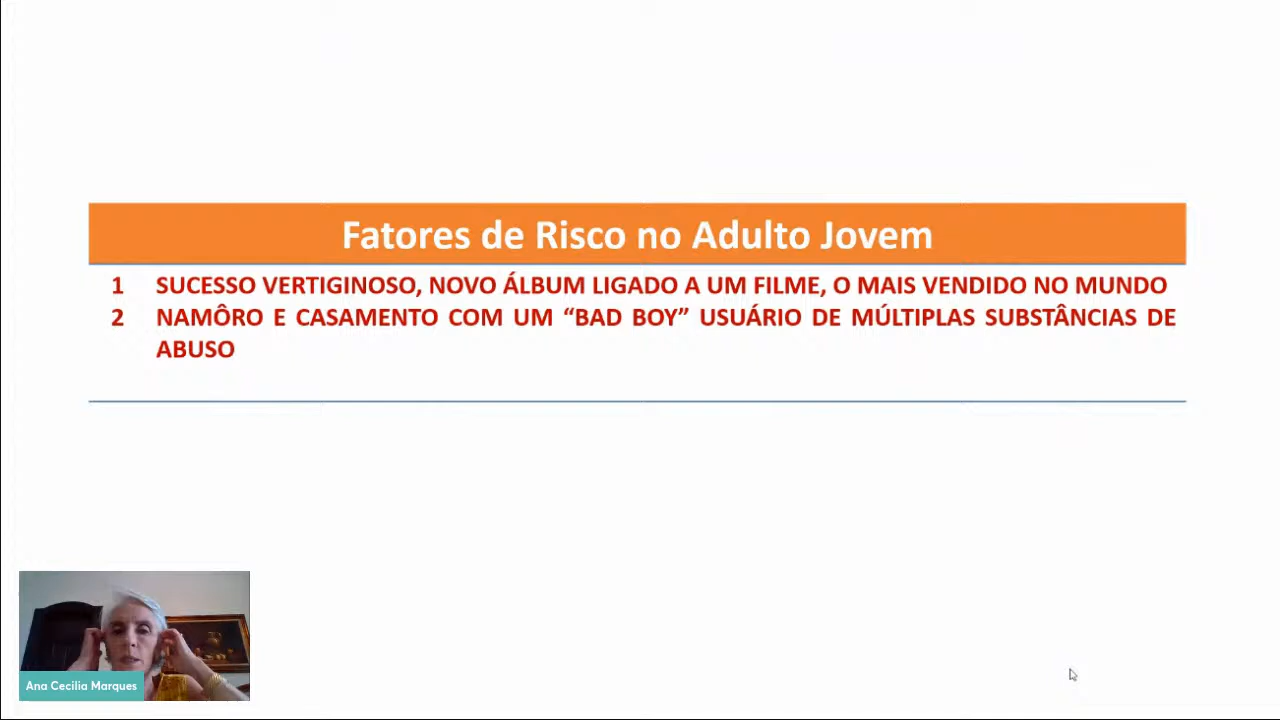 Fatores de Risco no Adulto Jovem
1 SUCESSO VERTIGINOSO, NOVO ÁLBUM LIGADO A UM FILME, O MAIS VENDIDO NO MUNDO
2 NAMÔRO E CASAMENTO COM UM “BAD BOY” USUÁRIO DE MÚLTIPLAS SUBSTÂNCIAS DE
ABUSO
Ana Cecilia Marques